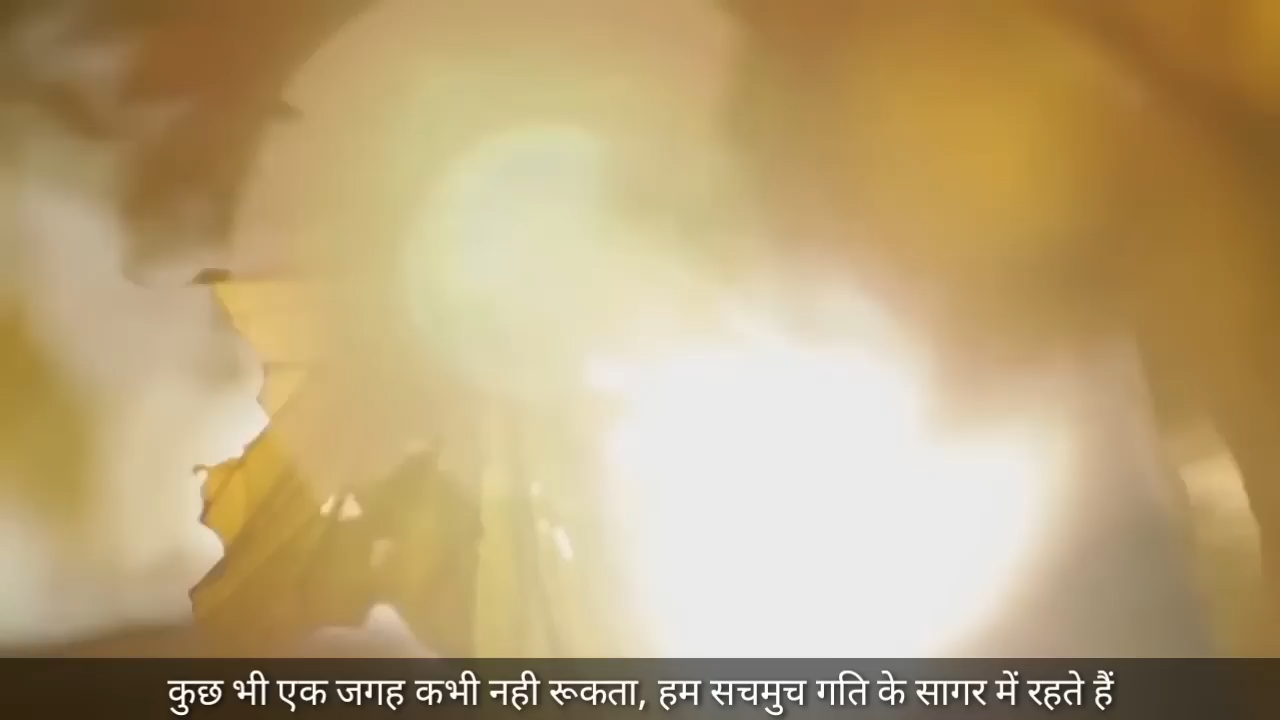 कुछ भी एक जगह कभी नही रूकता, हम सचमुच गति के सागर में रहते हैं